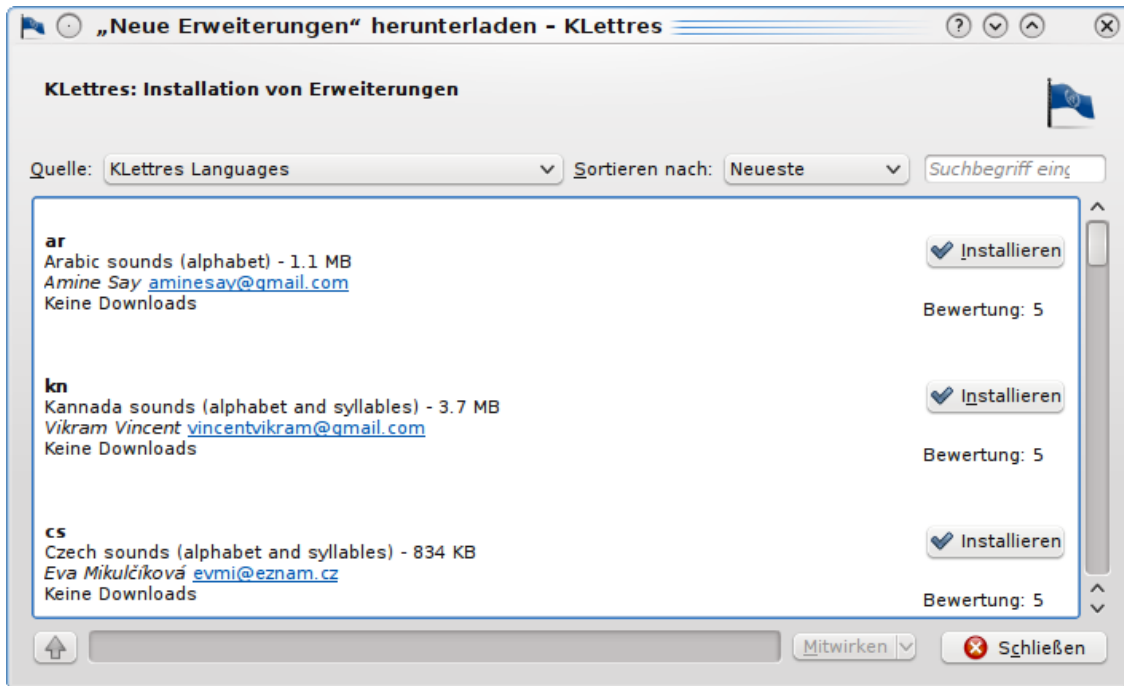 „Neue Erweiterungen“ herunterladen – KLettres
KLettres: Installation von Erweiterungen
Quelle: KLettres Languages Sortieren nach: Neueste Suchbegriff eing
ar
Arabic sounds (alphabet) - 1.1 MB
Installieren
Amine Say aminesay@gmail.com
Keine Downloads
Bewertung: 5
kn
Kannada sounds (alphabet and syllables) - 3.7 MB
Installieren
Vikram Vincent vincentvikram@gmail.com
Keine Downloads
Bewertung: 5
cs
Czech sounds (alphabet and syllables) - 834 KB
Installieren
Eva Mikulčíková evmi@eznam.cz
Keine Downloads
Bewertung: 5
Mitwirken Schließen